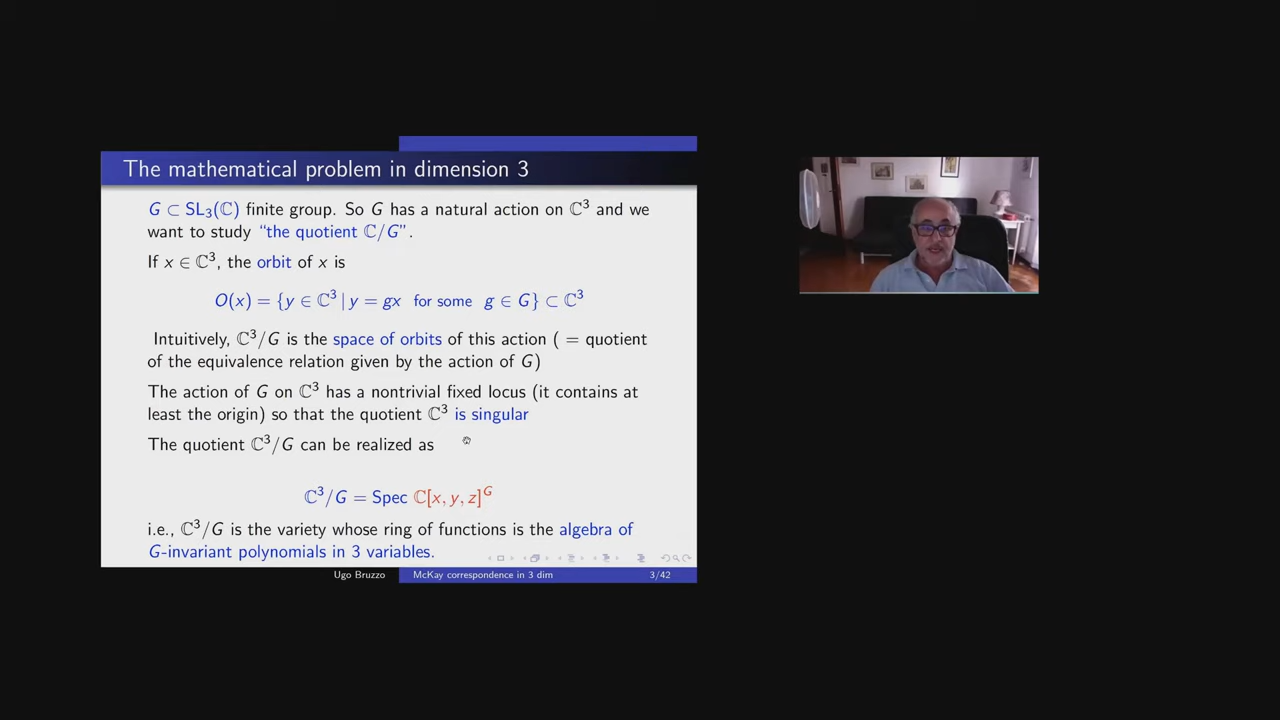 The mathematical problem in dimension 3
G ⊂ SL₃(ℂ) finite group. So G has a natural action on ℂ³ and we
want to study “the quotient ℂ/G”.
If x ∈ ℂ³, the orbit of x is
O(x) = {y ∈ ℂ³ | y = gx for some g ∈ G} ⊂ ℂ³
Intuitively, ℂ³/G is the space of orbits of this action ( = quotient
of the equivalence relation given by the action of G)
The action of G on ℂ³ has a nontrivial fixed locus (it contains at
least the origin) so that the quotient ℂ³ is singular
The quotient ℂ³/G can be realized as
ℂ³/G = Spec ℂ[x, y, z]ᴳ
i.e., ℂ³/G is the variety whose ring of functions is the algebra of
G-invariant polynomials in 3 variables.
Ugo Bruzzo McKay correspondence in 3 dim 3/42